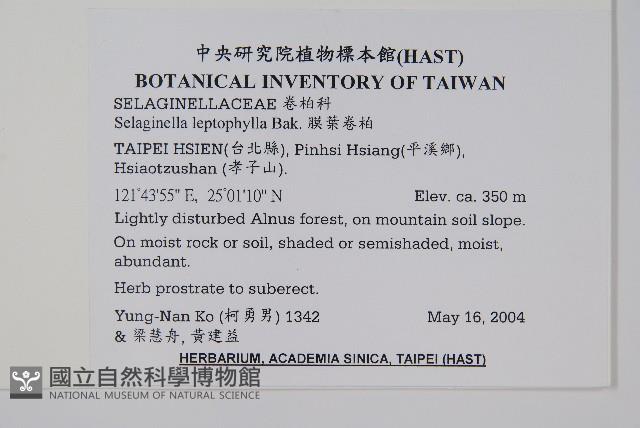 中央研究院植物標本館(HAST)
BOTANICAL INVENTORY OF TAIWAN
SELAGINELLACEAE 卷柏科
Selaginella leptophylla Bak. 膜葉卷柏
TAIPEI HSIEN(台北縣), Pinhsi Hsiang(平溪鄉),
Hsiaotzushan (孝子山).
121°43'55" E, 25°01'10" N Elev. ca. 350 m
Lightly disturbed Alnus forest, on mountain soil slope.
On moist rock or soil, shaded or semishaded, moist,
abundant.
Herb prostrate to suberect.
Yung-Nan Ko (柯勇男) 1342 May 16, 2004
& 梁慧舟, 黃建益
HERBARIUM, ACADEMIA SINICA, TAIPEI (HAST)
國立自然科學博物館
NATIONAL MUSEUM OF NATURAL SCIENCE